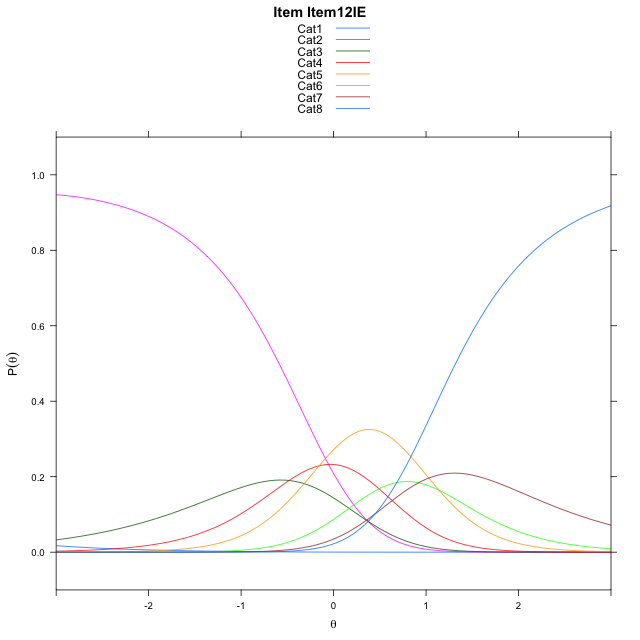 Item Item12IE
Cat1
Cat2
Cat3
Cat4
Cat5
Cat6
Cat7
Cat8
1.0
0.8
0.6
0.4
0.2
0.0
P(θ)
-2 -1 0 1 2
θ